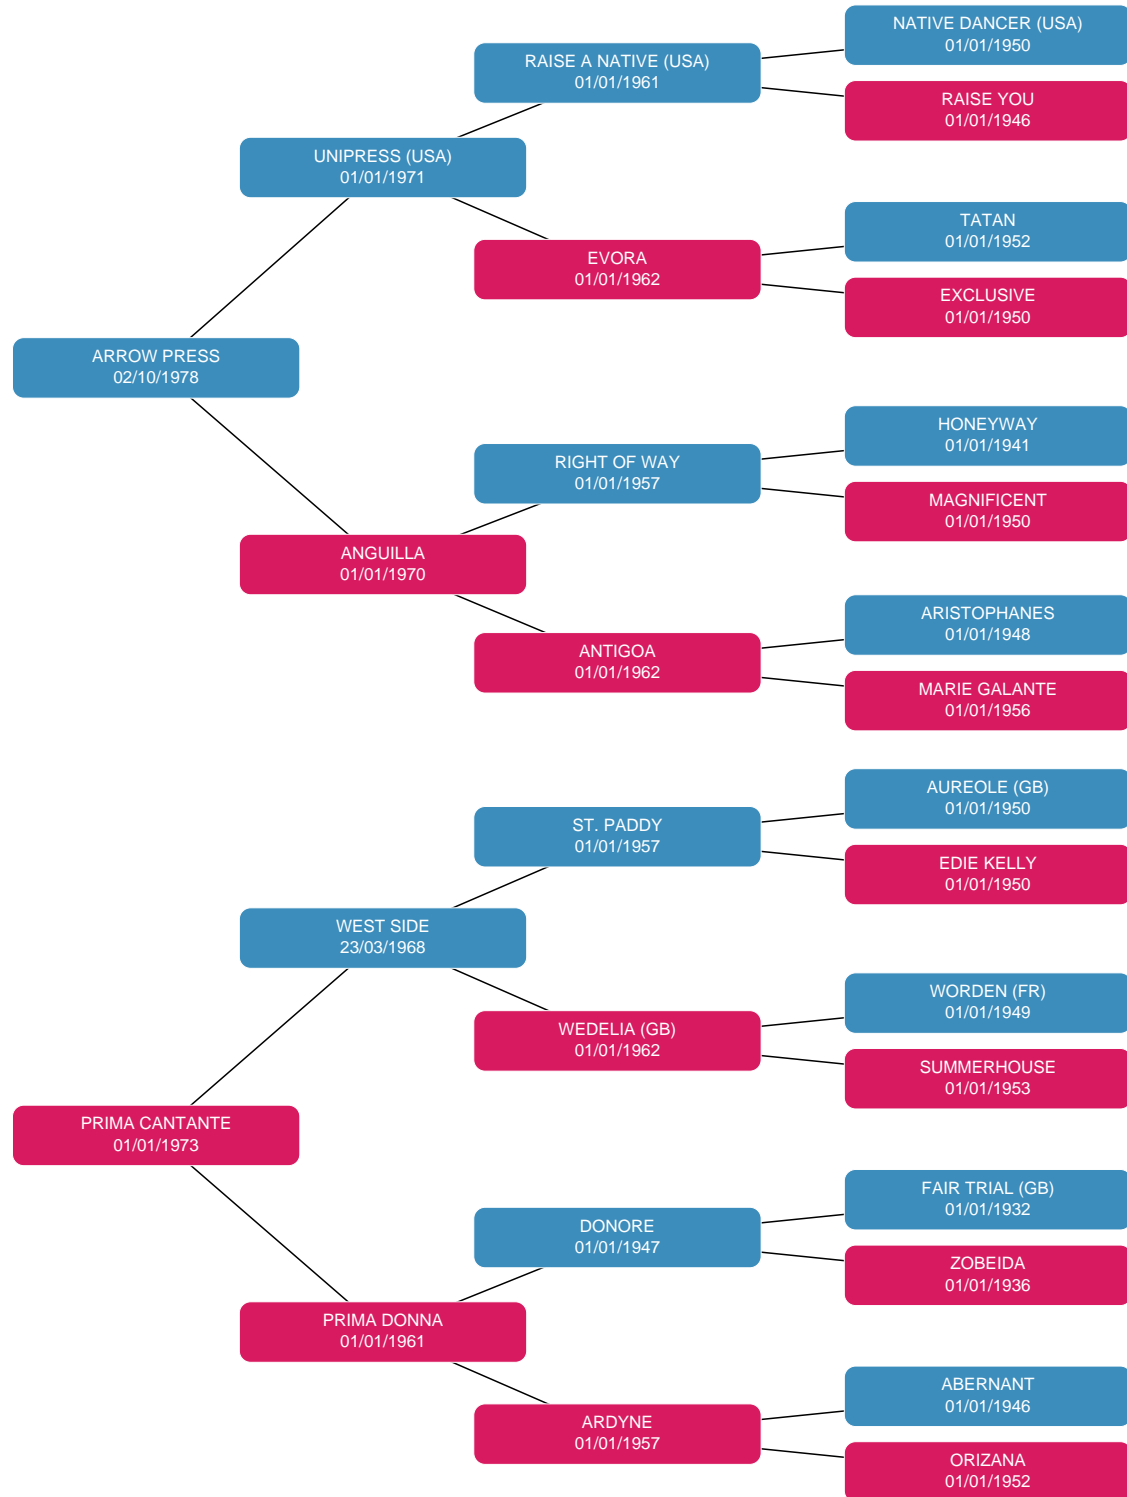 NATIVE DANCER (USA)
01/01/1950
RAISE A NATIVE (USA)
01/01/1961
RAISE YOU
01/01/1946
UNIPRESS (USA)
01/01/1971
TATAN
01/01/1952
EVORA
01/01/1962
EXCLUSIVE
01/01/1950
ARROW PRESS
02/10/1978
HONEYWAY
01/01/1941
RIGHT OF WAY
01/01/1957
MAGNIFICENT
01/01/1950
ANGUILLA
01/01/1970
ARISTOPHANES
01/01/1948
ANTIGOA
01/01/1962
MARIE GALANTE
01/01/1956
AUREOLE (GB)
01/01/1950
ST. PADDY
01/01/1957
EDIE KELLY
01/01/1950
WEST SIDE
23/03/1968
WORDEN (FR)
01/01/1949
WEDELIA (GB)
01/01/1962
SUMMERHOUSE
01/01/1953
PRIMA CANTANTE
01/01/1973
FAIR TRIAL (GB)
01/01/1932
DONORE
01/01/1947
ZOBEIDA
01/01/1936
PRIMA DONNA
01/01/1961
ABERNANT
01/01/1946
ARDYNE
01/01/1957
ORIZANA
01/01/1952